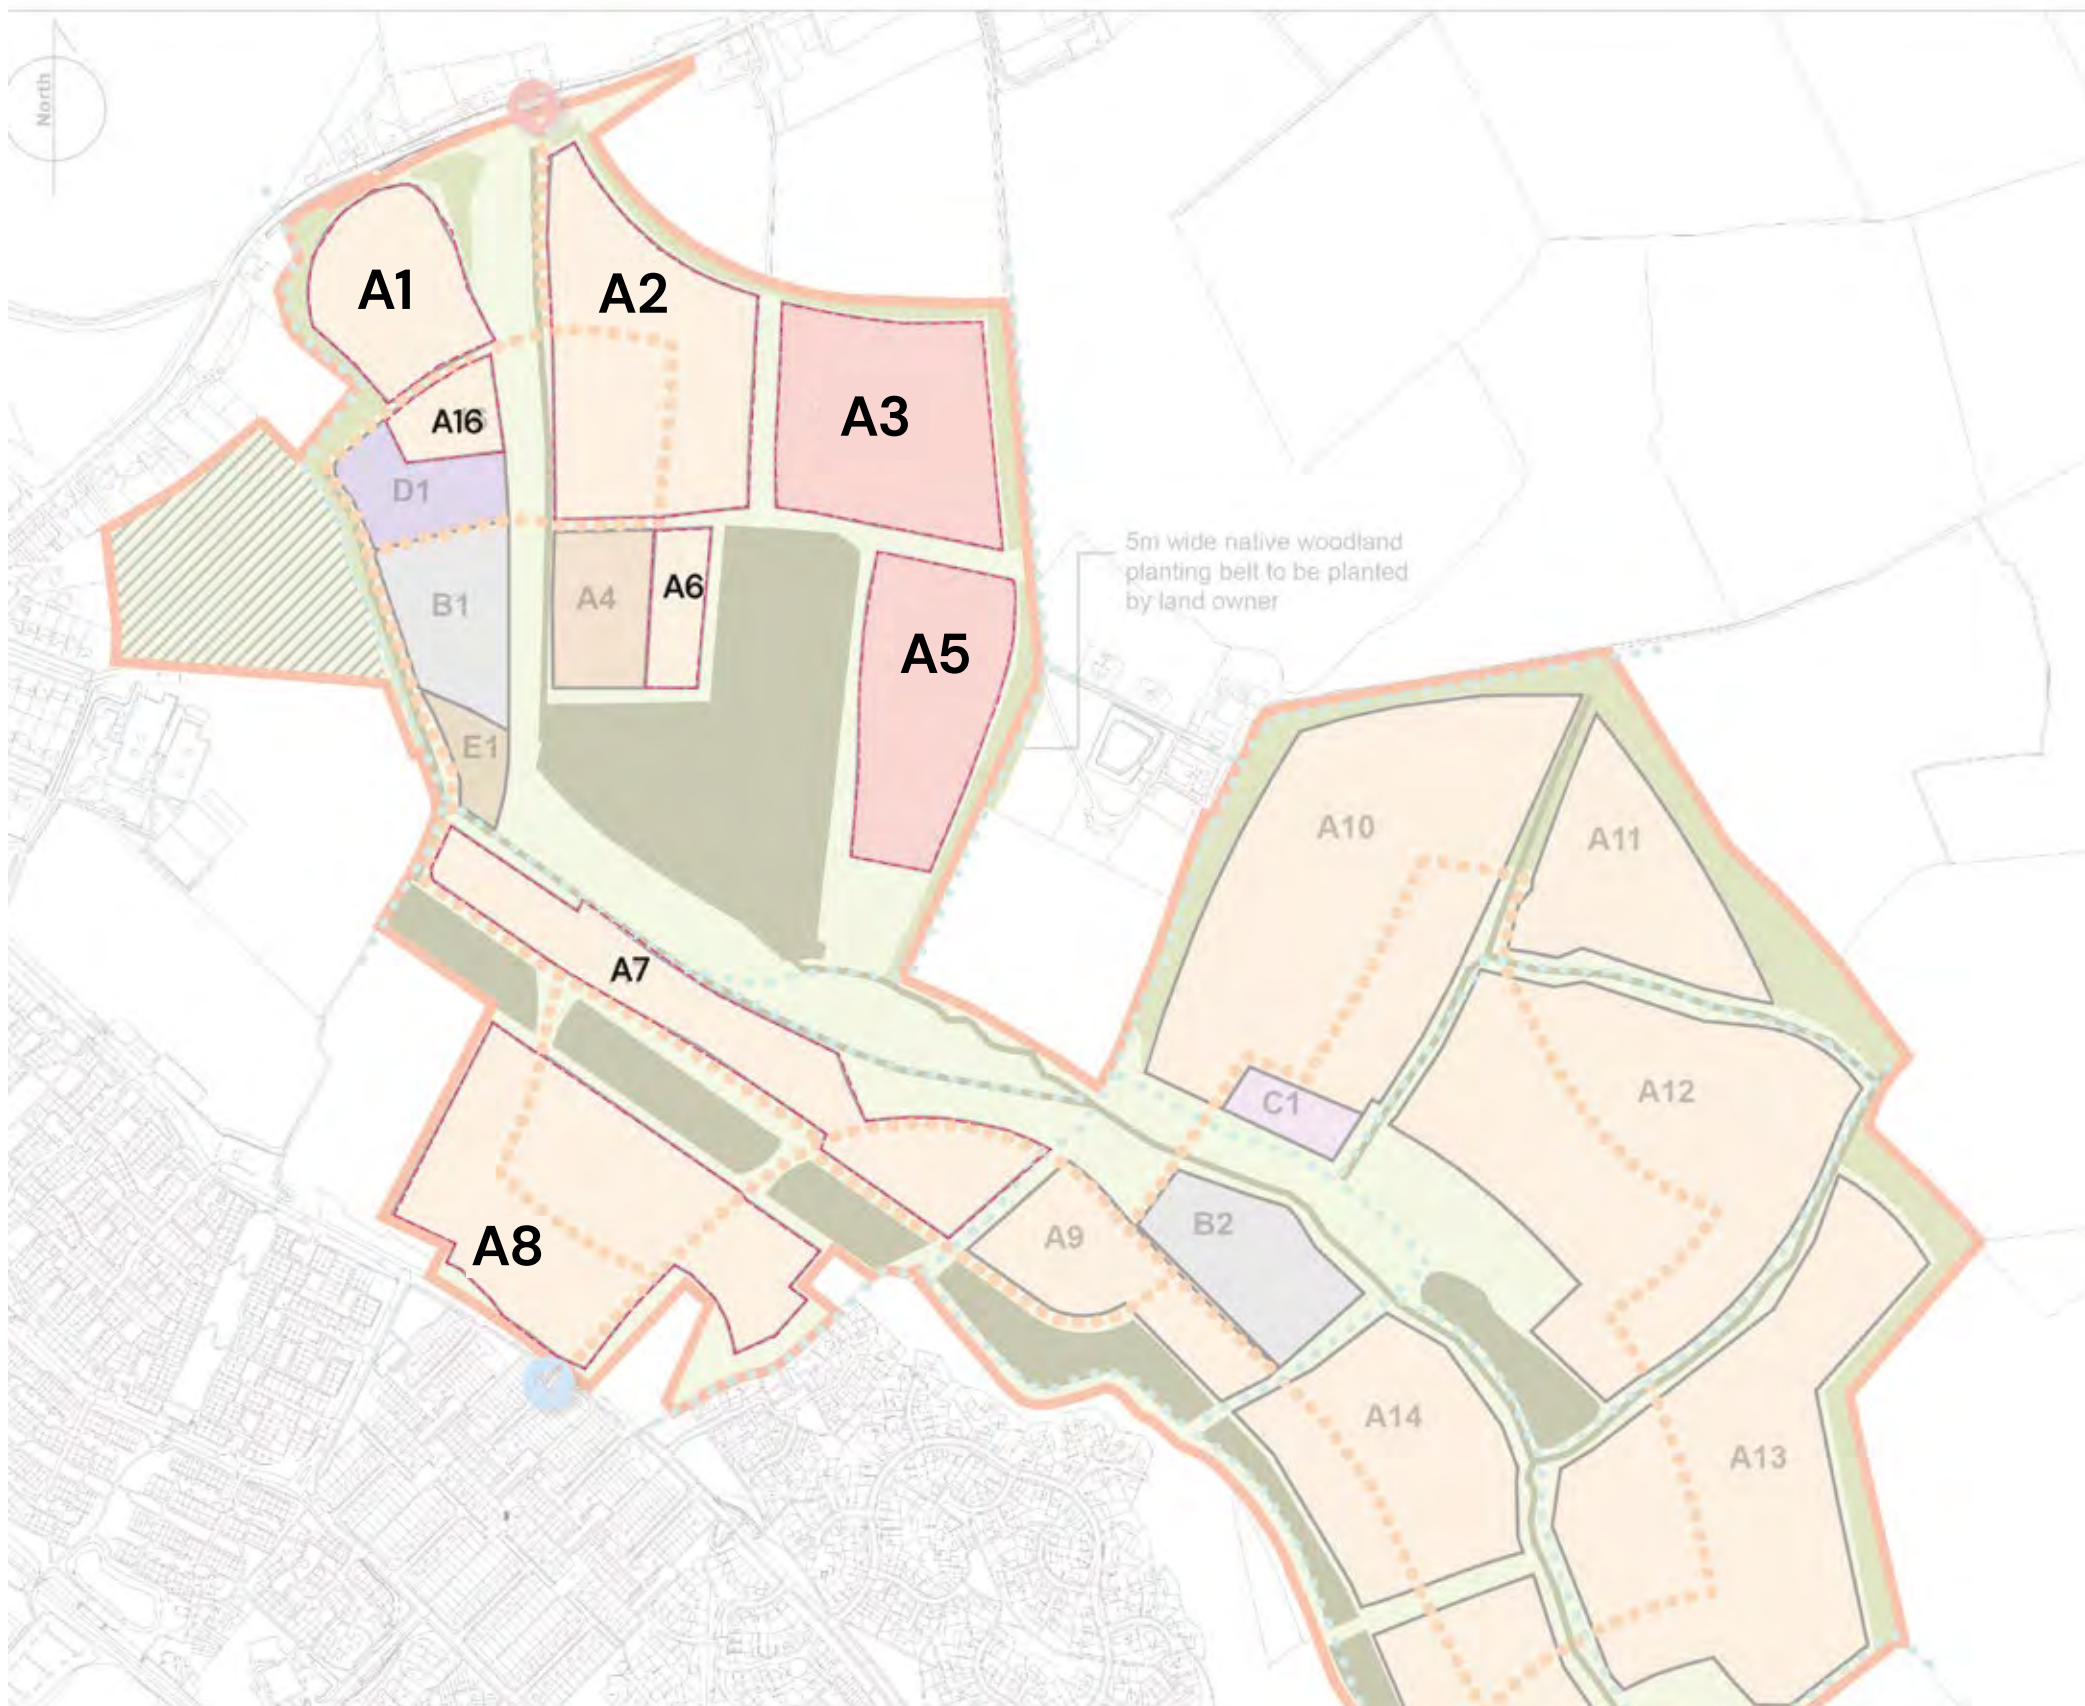 North
A1
A2
A3
A16
D1
A4
A6
B1
5m wide native woodland
planting belt to be planted
by land owner
A5
E1
A10
A11
A7
C1
A12
A8
A9
B2
A14
A13